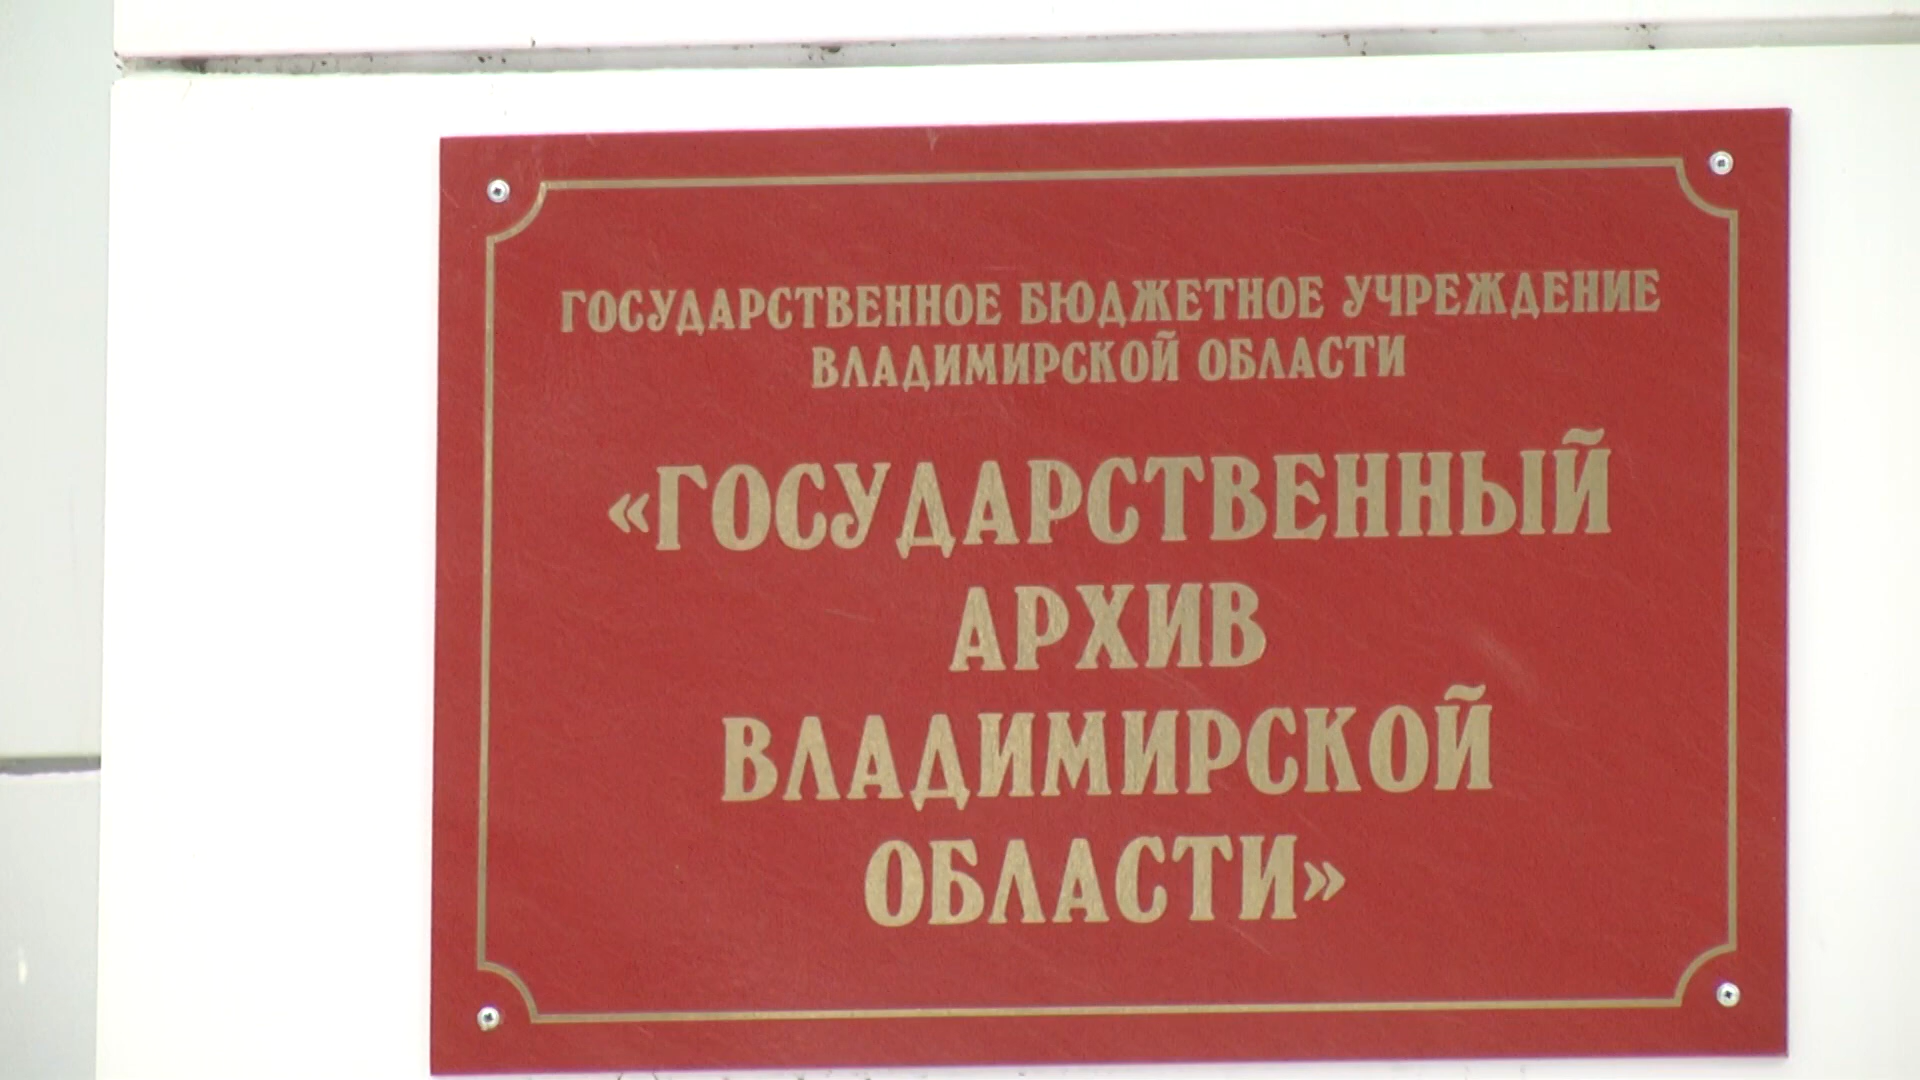 ГОСУДАРСТВЕННОЕ БЮДЖЕТНОЕ УЧРЕЖДЕНИЕ
ВЛАДИМИРСКОЙ ОБЛАСТИ
«ГОСУДАРСТВЕННЫЙ
АРХИВ
ВЛАДИМИРСКОЙ
ОБЛАСТИ»